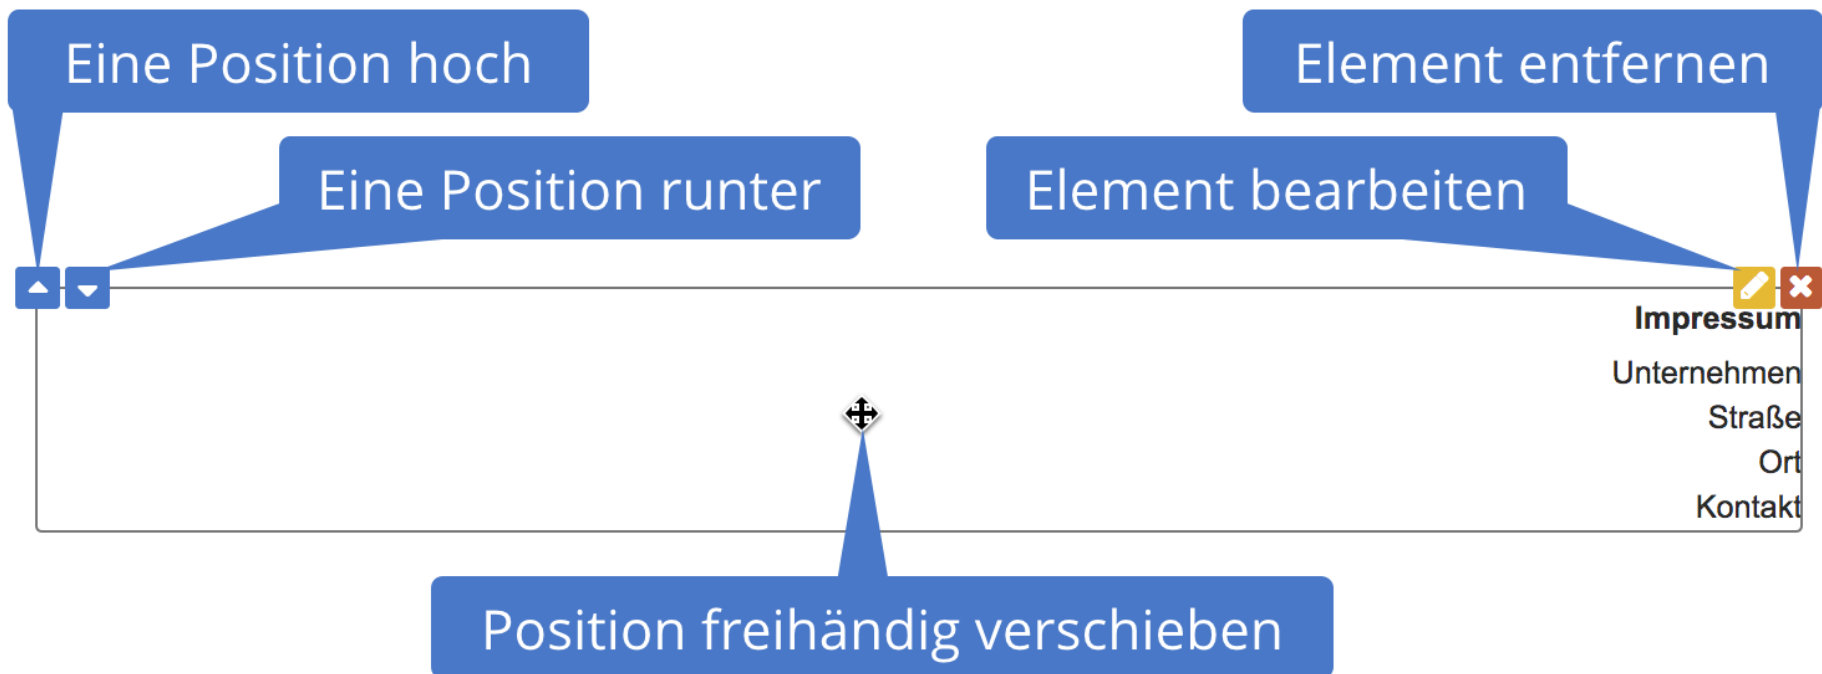 Eine Position hoch
Element entfernen
Eine Position runter
Element bearbeiten
Impressum
Unternehmen
Straße
Ort
Kontakt
Position freihändig verschieben